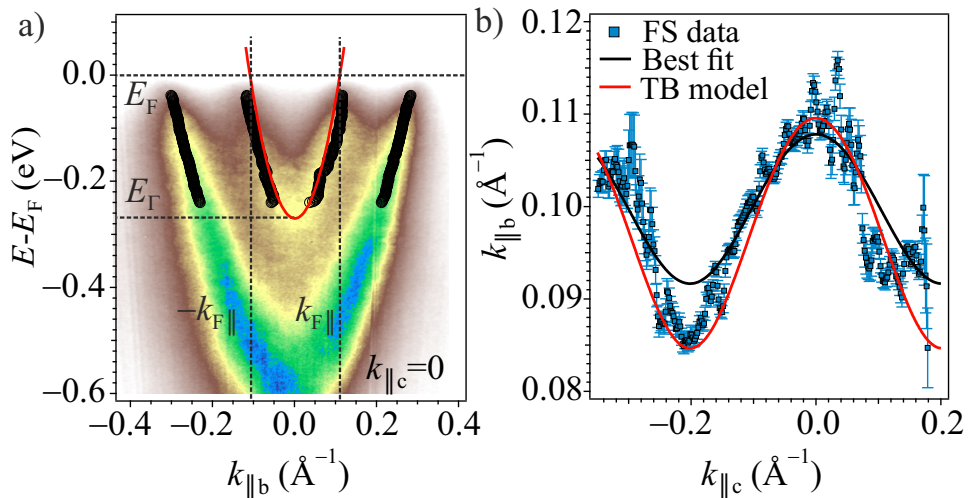 a)
E-E_F (eV)
0.0
−0.2
−0.4
−0.6
E_F
E_Γ
−k_F∥
k_F∥
k_∥c=0
−0.4
−0.2
0.0
0.2
0.4
k_∥b (Å⁻¹)
b)
FS data
Best fit
TB model
k_∥b (Å⁻¹)
0.12
0.11
0.10
0.09
0.08
−0.2
0.0
0.2
k_∥c (Å⁻¹)